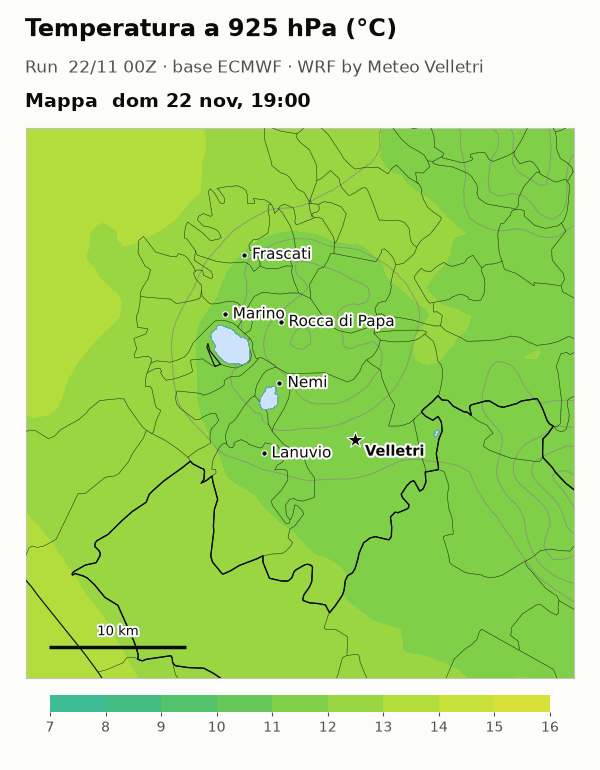 Temperatura a 925 hPa (°C)
Run  22/11 00Z · base ECMWF · WRF by Meteo Velletri
Mappa  dom 22 nov, 19:00
Frascati
Marino
Rocca di Papa
Nemi
Velletri
Lanuvio
10 km
7 8 9 10 11 12 13 14 15 16